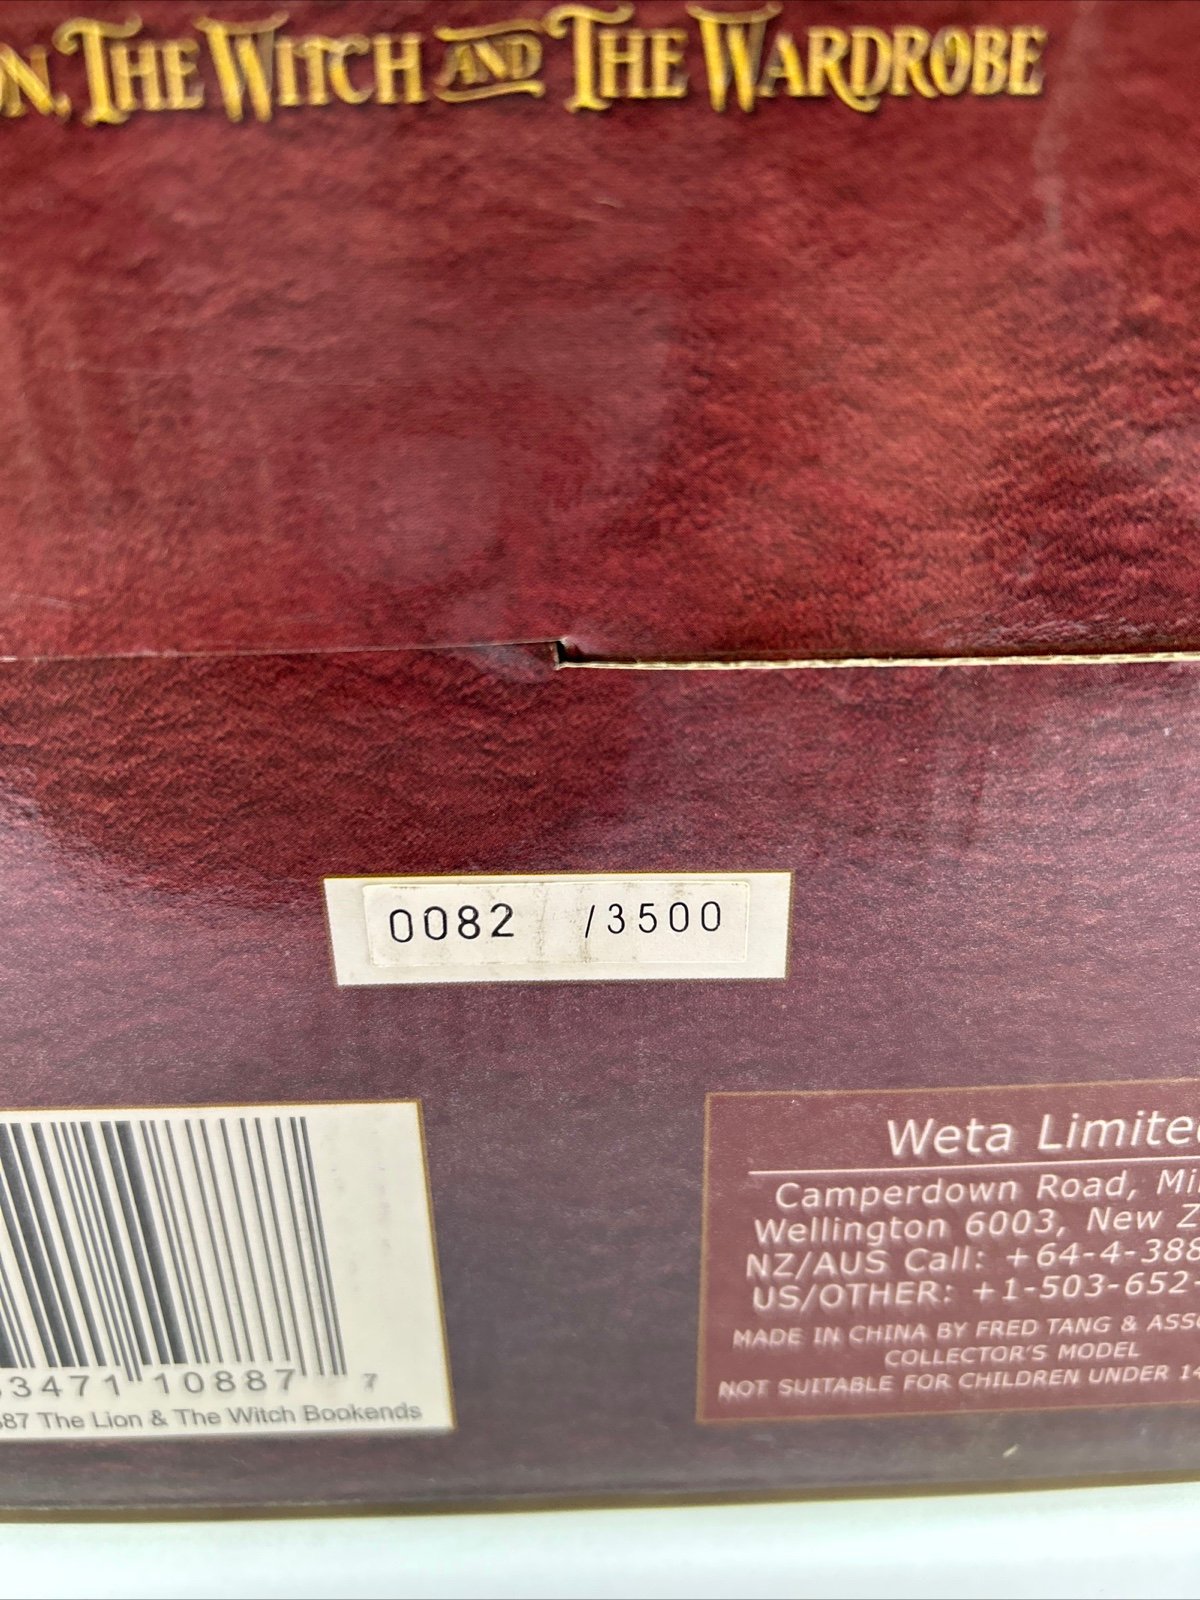 THE WITCH AND THE WARDROBE
0082 /3500
Weta
Camperdown Road,
Wellington 6003, New
NZ/AUS Call: +64-4-388
US/OTHER: +1-503-652-
MADE IN CHINA BY FRED TANG &
COLLECTOR'S MODEL
NOT SUITABLE FOR CHILDREN UNDER
3471 10887 7
The Lion & The Witch Bookends